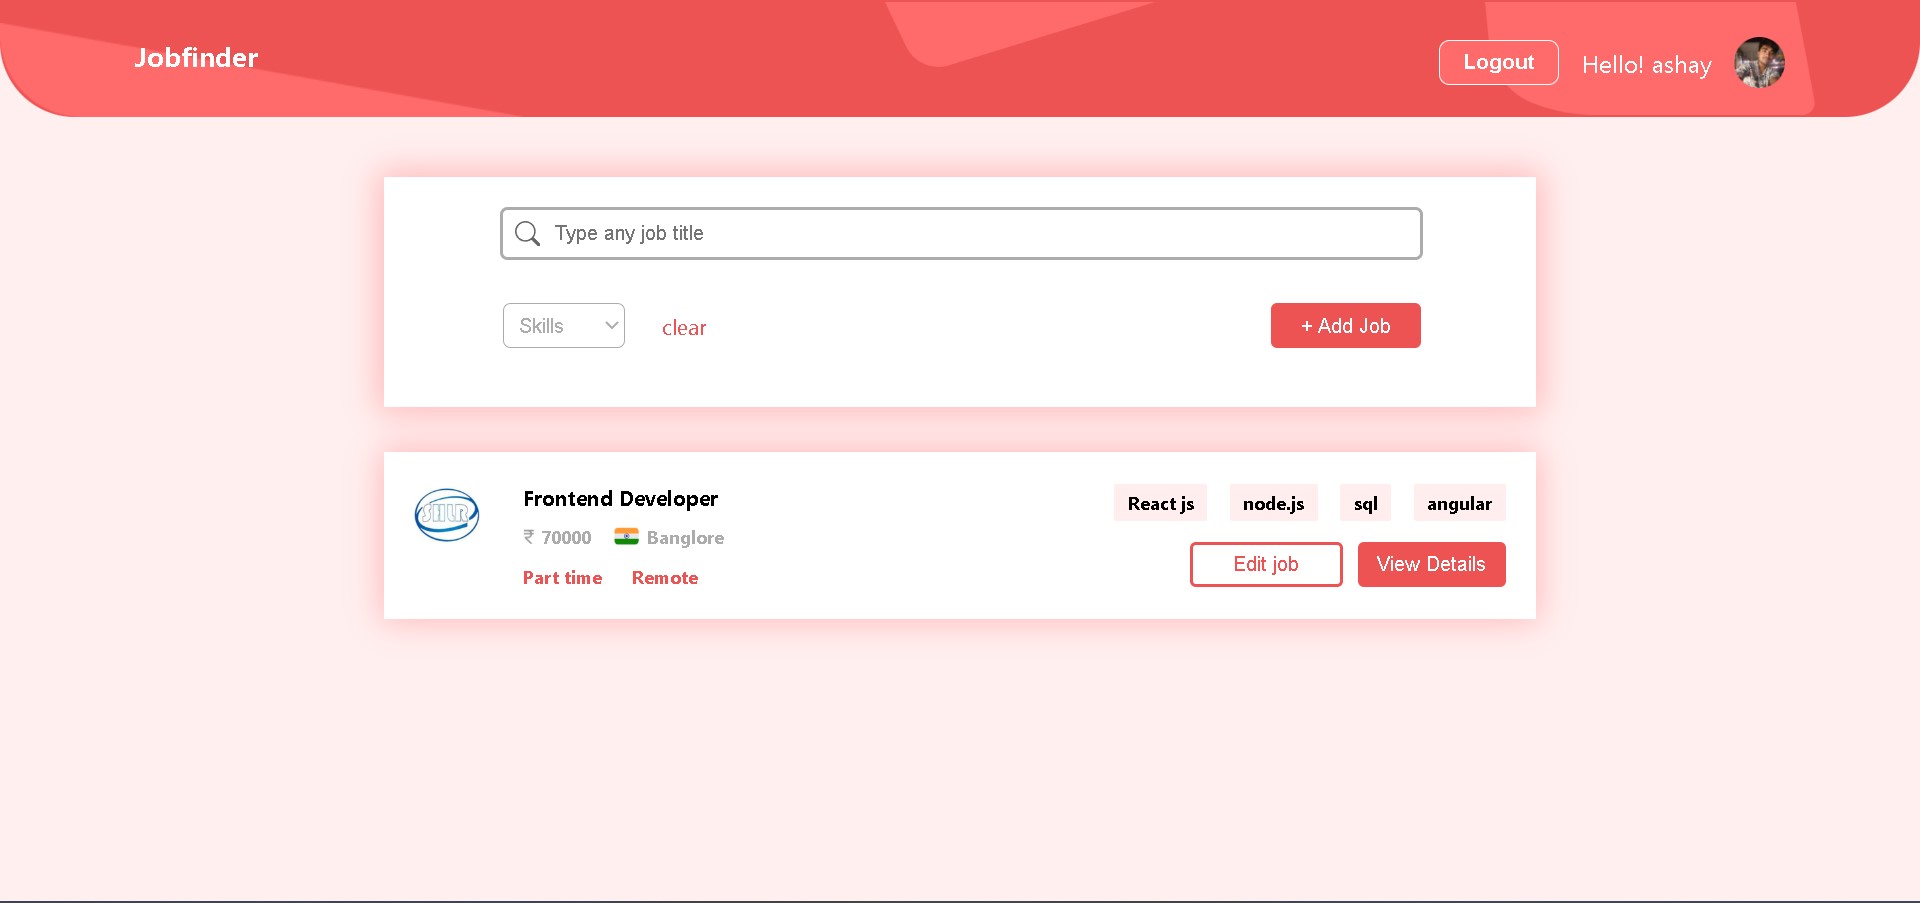 Jobfinder
Logout
Hello! ashay
Type any job title
Skills
clear
+ Add Job
SHLR
Frontend Developer
React js
node.js
sql
angular
₹ 70000
Banglore
Edit job
View Details
Part time
Remote